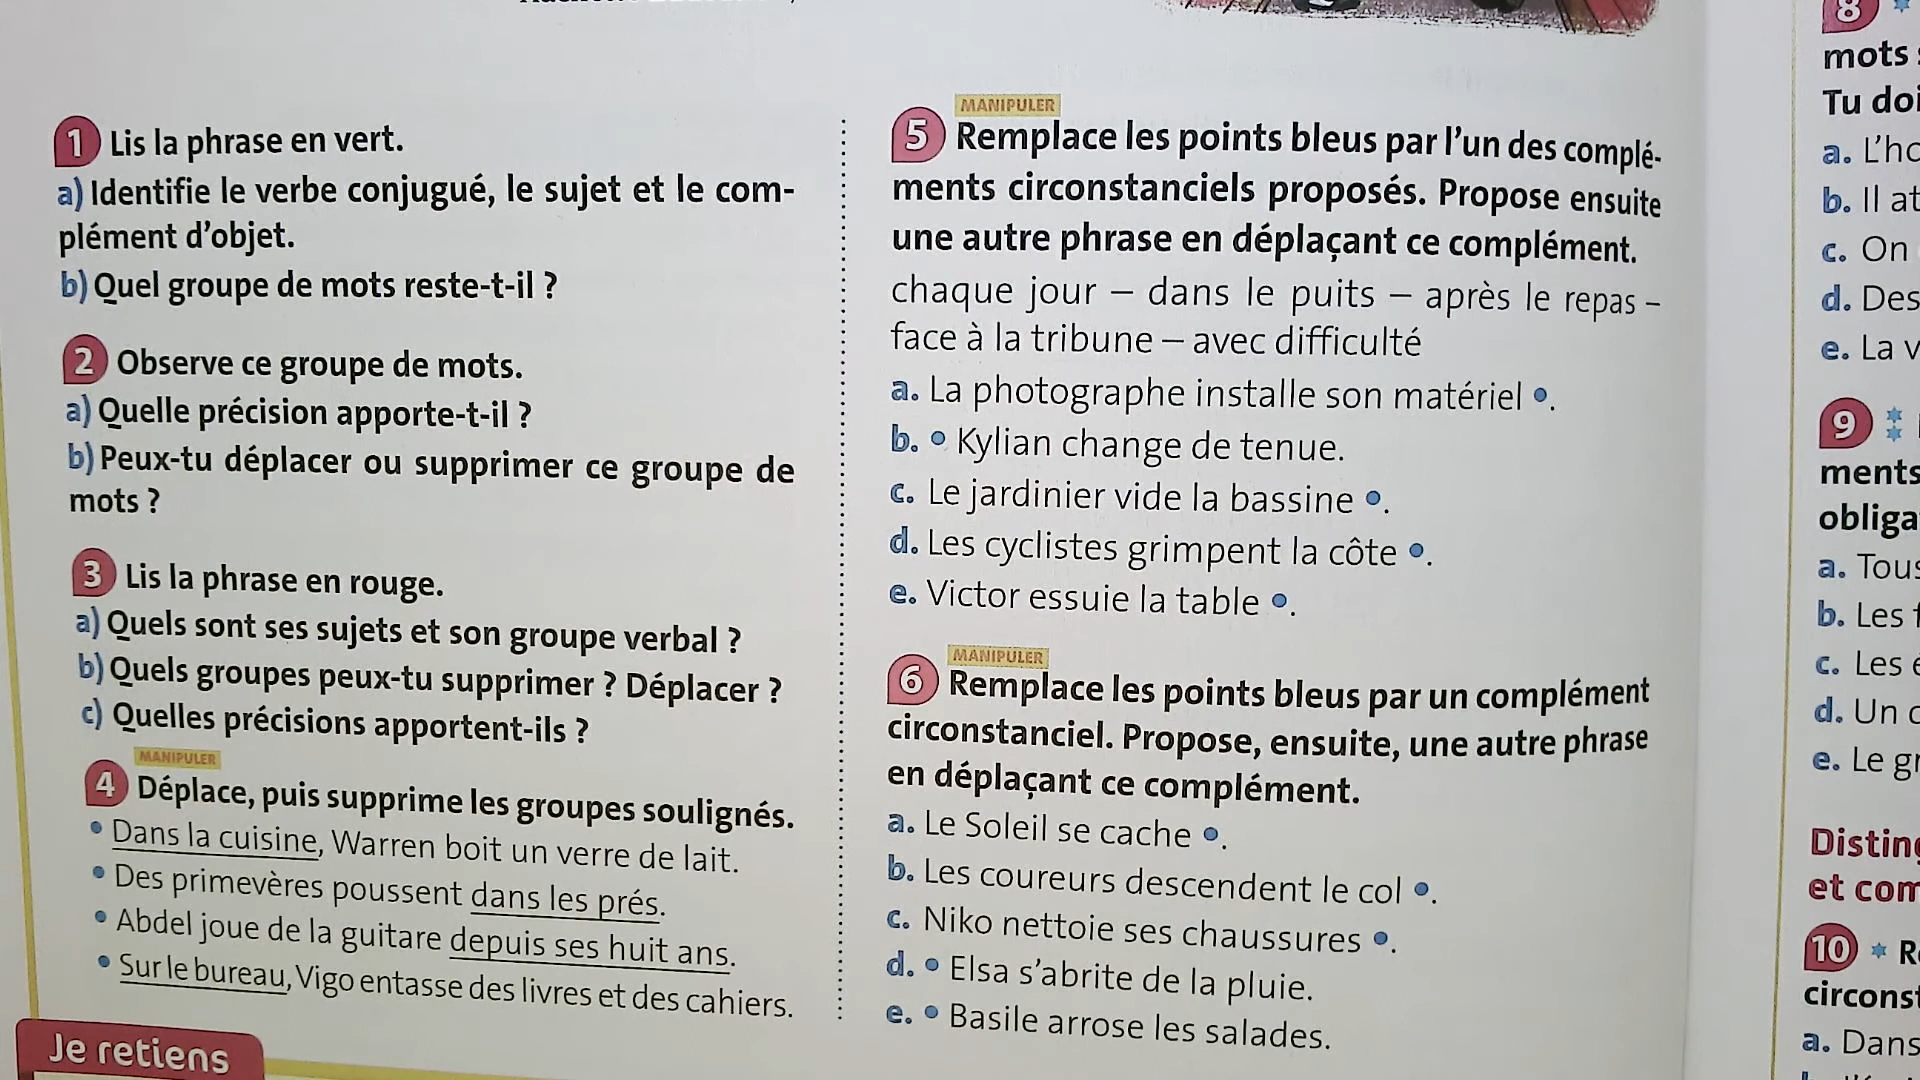 1 Lis la phrase en vert.
a) Identifie le verbe conjugué, le sujet et le com-
plément d'objet.
b) Quel groupe de mots reste-t-il ?
2 Observe ce groupe de mots.
a) Quelle précision apporte-t-il ?
b) Peux-tu déplacer ou supprimer ce groupe de
mots ?
3 Lis la phrase en rouge.
a) Quels sont ses sujets et son groupe verbal ?
b) Quels groupes peux-tu supprimer ? Déplacer ?
c) Quelles précisions apportent-ils ?
MANIPULER
4 Déplace, puis supprime les groupes soulignés.
• Dans la cuisine, Warren boit un verre de lait.
• Des primevères poussent dans les prés.
• Abdel joue de la guitare depuis ses huit ans.
• Sur le bureau, Vigo entasse des livres et des cahiers.
Je retiens
MANIPULER
5 Remplace les points bleus par l'un des complé-
ments circonstanciels proposés. Propose ensuite
une autre phrase en déplaçant ce complément.
chaque jour – dans le puits – après le repas –
face à la tribune – avec difficulté
a. La photographe installe son matériel •.
b. • Kylian change de tenue.
c. Le jardinier vide la bassine •.
d. Les cyclistes grimpent la côte •.
e. Victor essuie la table •.
MANIPULER
6 Remplace les points bleus par un complément
circonstanciel. Propose, ensuite, une autre phrase
en déplaçant ce complément.
a. Le Soleil se cache •.
b. Les coureurs descendent le col •.
c. Niko nettoie ses chaussures •.
d. • Elsa s'abrite de la pluie.
e. • Basile arrose les salades.
8
mots
Tu
a.
b. Il
c. On
d. Des
e. La
9
ments
a.
b. Les
c. Les
d. Un
e. Le
et
10
a. Dans